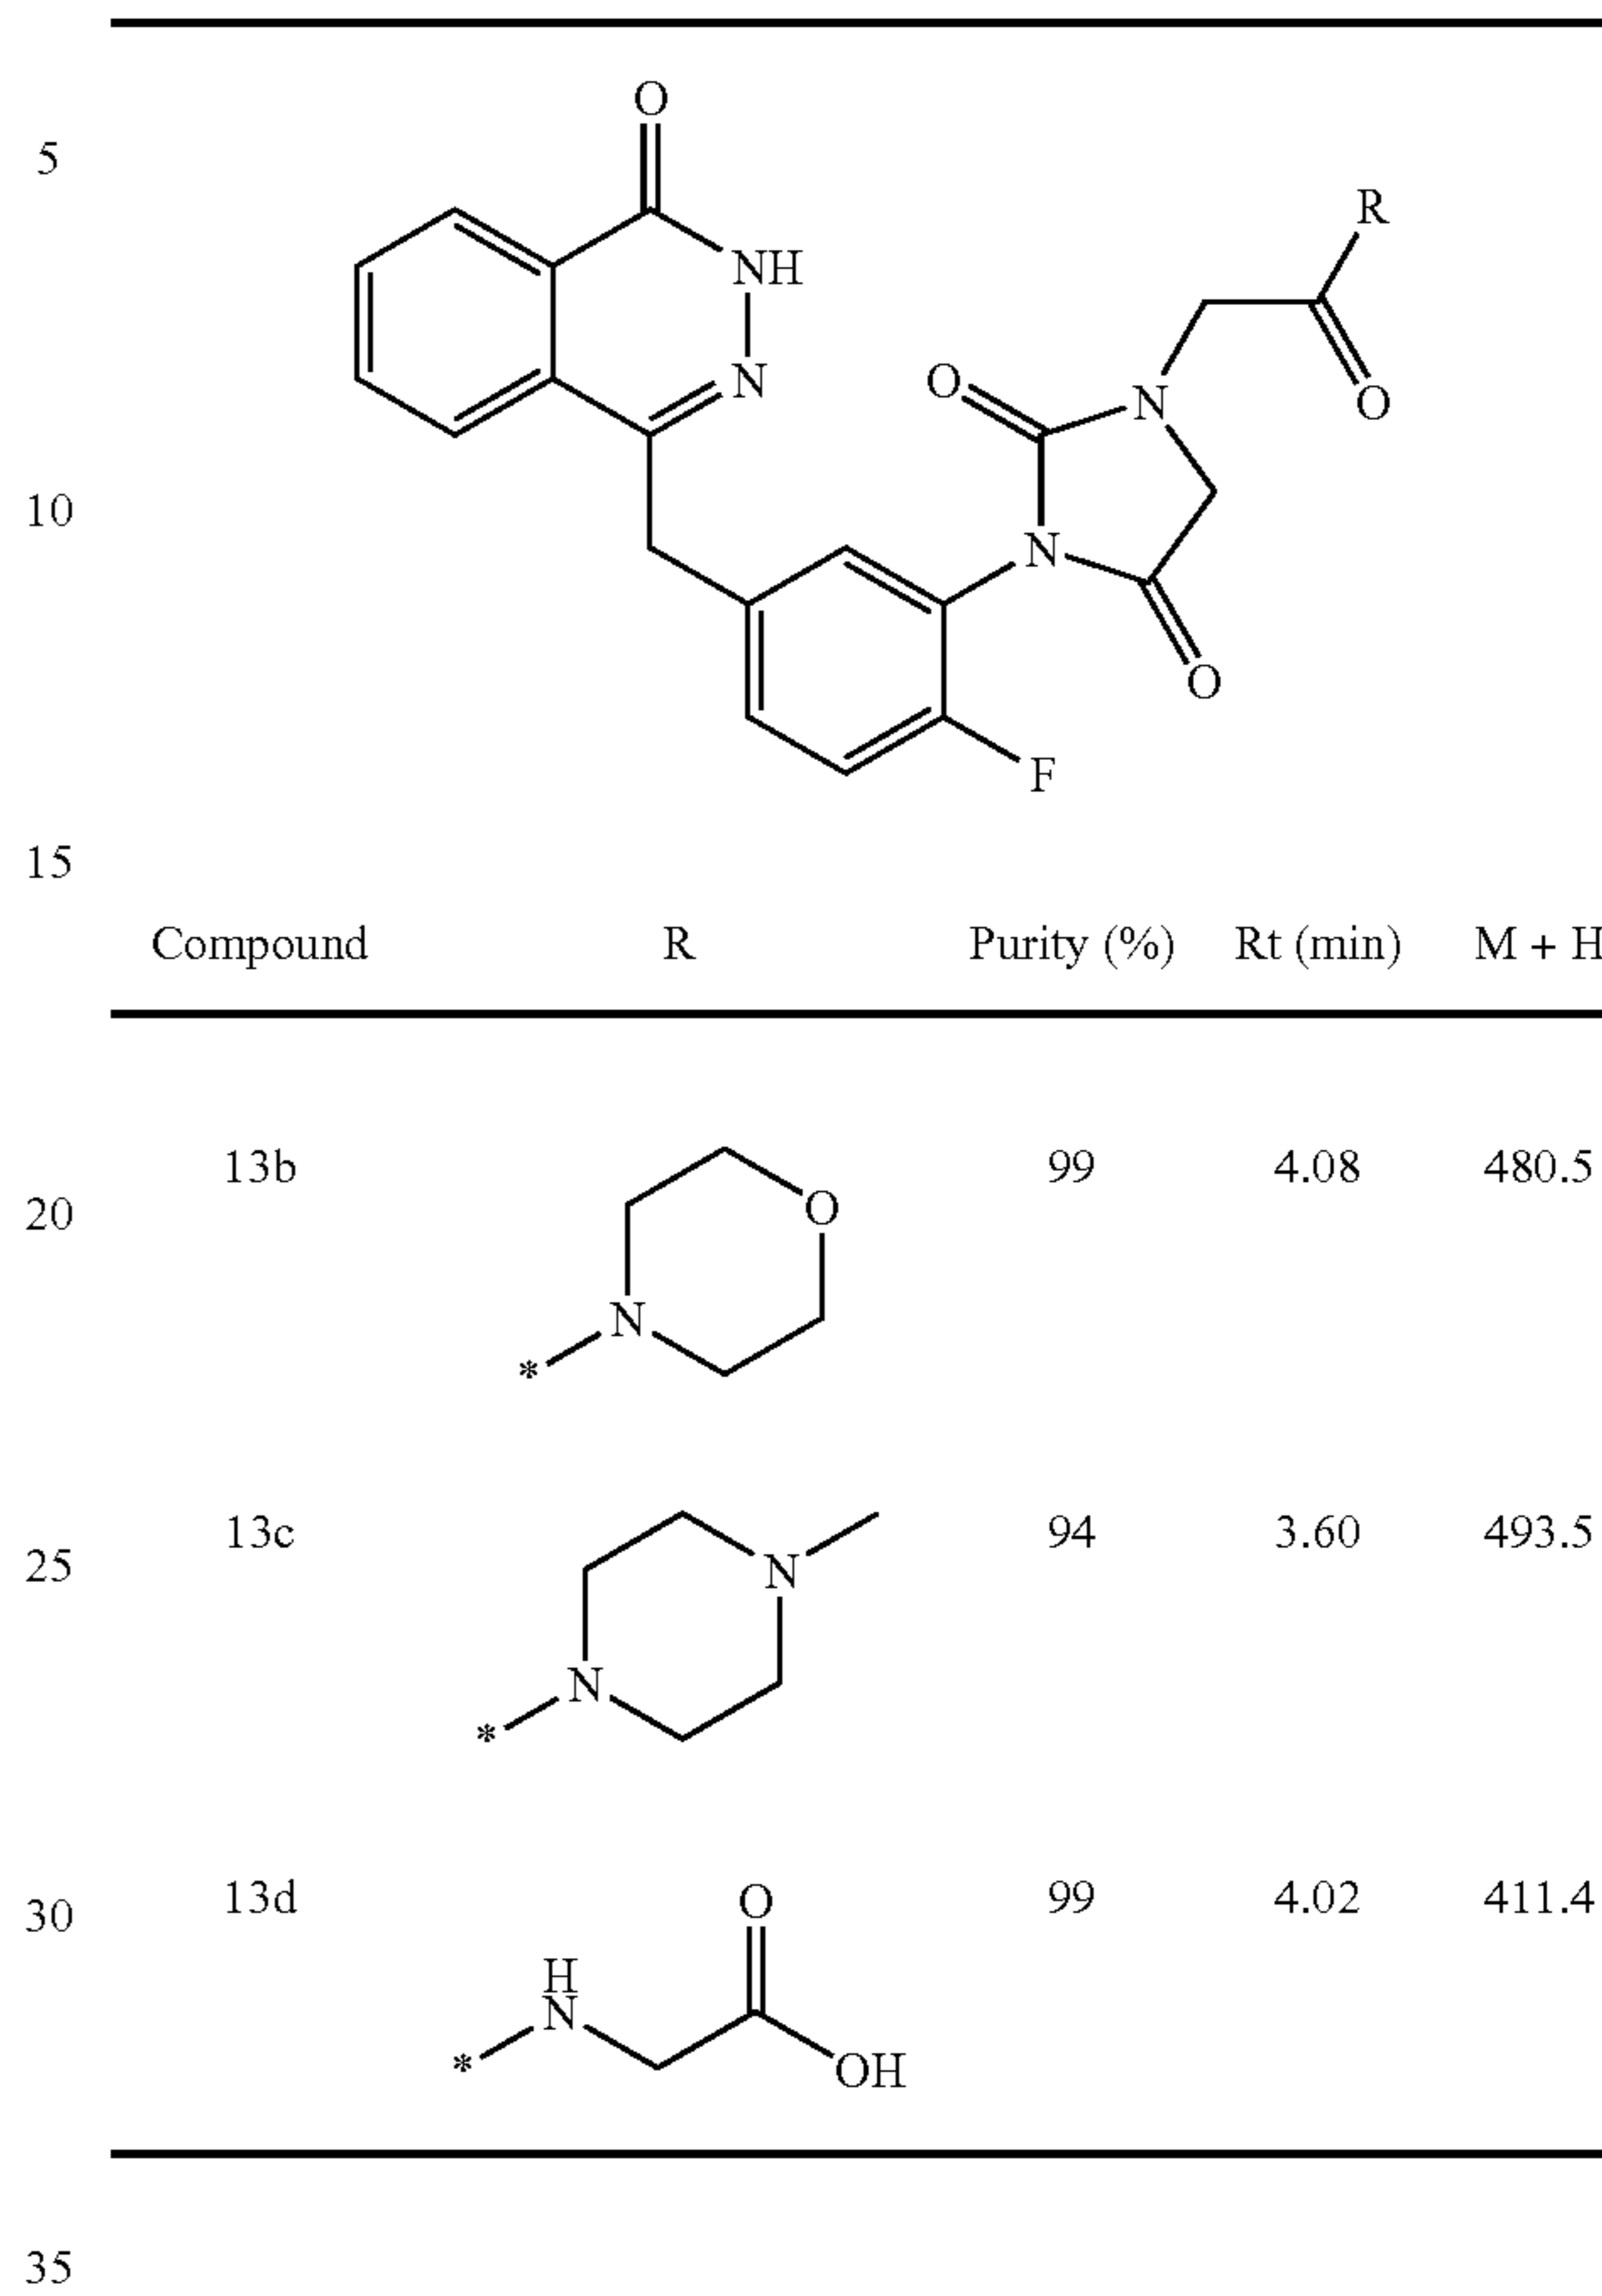 5
O
R
NH
N
O
N
O
10
N
O
F
15
Compound R Purity (%) Rt (min) M + H
13b 99 4.08 480.5
20
O
N
*
13c 94 3.60 493.5
25
N
N
*
30 13d 99 4.02 411.4
O
H
N
*
OH
35